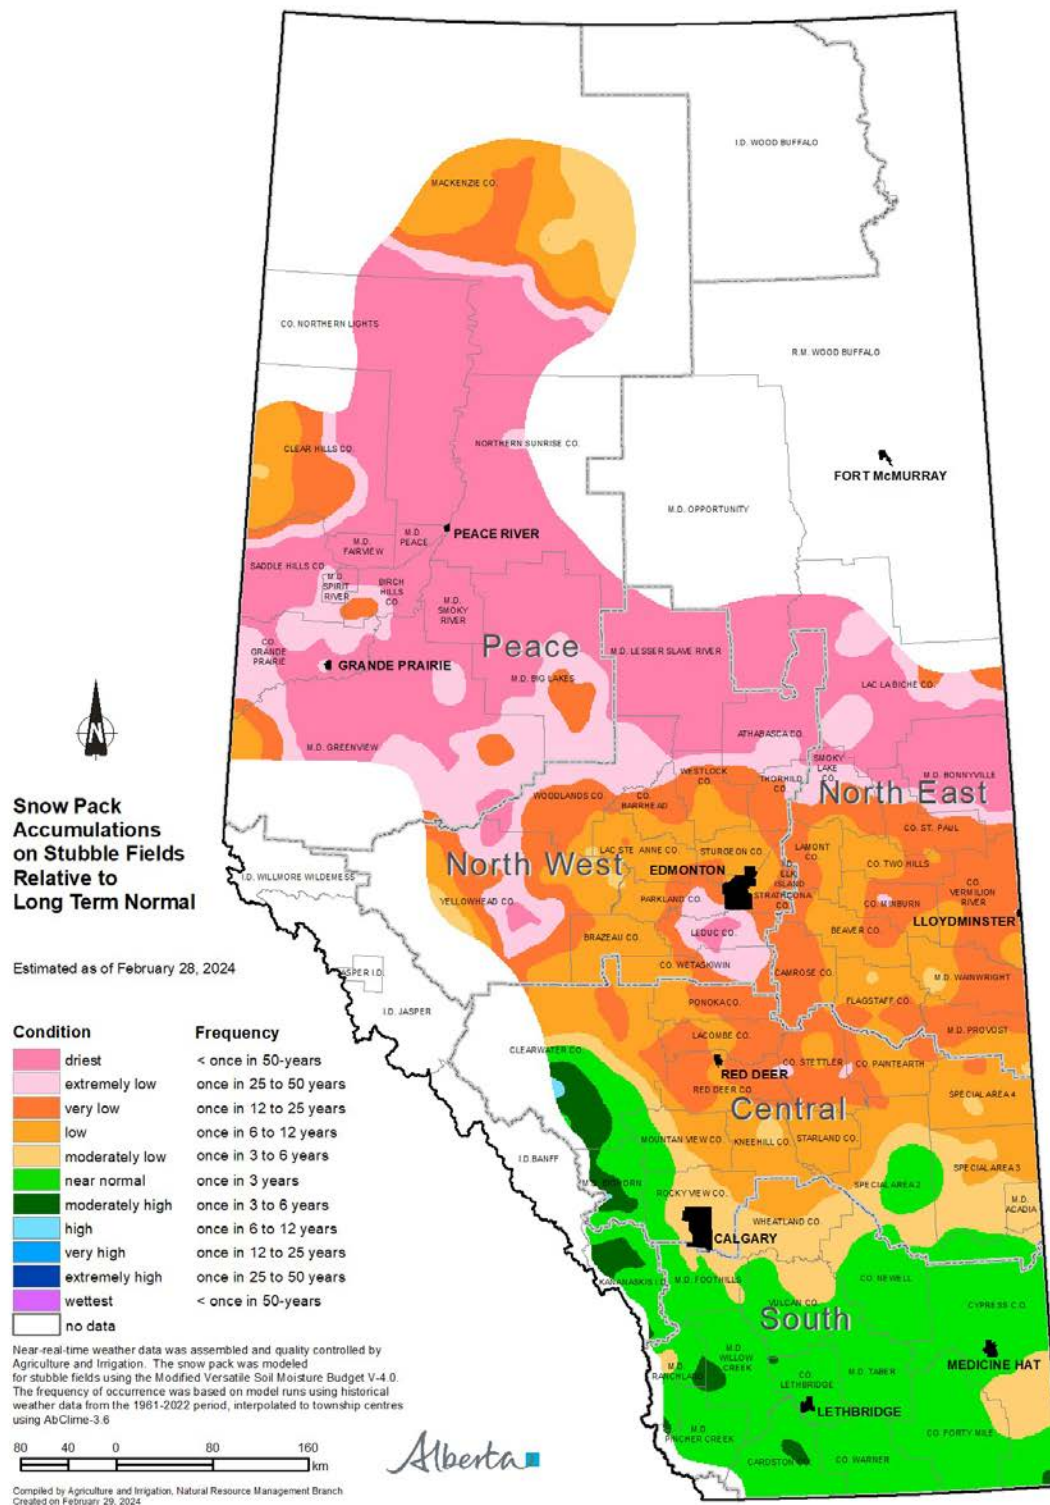 I.D. WOOD BUFFALO
MACKENZIE CO.
CO. NORTHERN LIGHTS
R.M. WOOD BUFFALO
CLEAR HILLS CO.
NORTHERN SUNRISE CO.
FORT McMURRAY
M.D. OPPORTUNITY
PEACE RIVER
M.D.
PEACE
M.D.
FAIRVIEW
SADDLE HILLS CO
M.D.
SPIRIT
RIVER
BIRCH
HILLS
CO
M.D.
SMOKY
RIVER
CO.
GRANDE
PRAIRIE
GRANDE PRAIRIE
Peace
M.D. LESSER SLAVE RIVER
M.D. BIG LAKES
LAC LA BICHE CO.
N
M.D. GREENVIEW
ATHABASCA CO.
SMOKY
LAKE
CO.
M.D. BONNYVILLE
WESTLOCK
CO.
THORHILD
CO.
North East
WOODLANDS CO.
CO.
BARRHEAD
CO. ST. PAUL
Snow Pack
Accumulations
on Stubble Fields
Relative to
Long Term Normal
LAC STE. ANNE CO.
STURGEON CO.
LAMONT
CO.
CO. TWO HILLS
North West
EDMONTON
I.D.
ELK
ISLAND
STRATHCONA
CO.
I.D. WILLMORE WILDERNESS
YELLOWHEAD CO.
PARKLAND CO.
CO. MINBURN
CO.
VERMILION
RIVER
LLOYDMINSTER
BRAZEAU CO.
LEDUC CO.
BEAVER CO.
CO. WETASKIWIN
CAMROSE CO.
M.D. WAINWRIGHT
Estimated as of February 28, 2024
JASPER I.D.
I.D. JASPER
PONOKA CO.
FLAGSTAFF CO.
M.D. PROVOST
LACOMBE CO.
CLEARWATER CO.
RED DEER
CO. STETTLER
CO. PAINTEARTH
RED DEER CO.
SPECIAL AREA 4
Central
MOUNTAIN VIEW CO.
KNEEHILL CO.
STARLAND CO.
I.D. BANFF
M.D. BIGHORN
SPECIAL AREA 3
SPECIAL AREA 2
ROCKY VIEW CO.
M.D.
ACADIA
WHEATLAND CO.
CALGARY
KANANASKIS I.D.
M.D. FOOTHILLS
CO. NEWELL
VULCAN CO.
CYPRESS CO.
South
M.D.
WILLOW
CREEK
MEDICINE HAT
M.D.
RANCHLAND
M.D. TABER
CO.
LETHBRIDGE
LETHBRIDGE
M.D.
PINCHER CREEK
CO. FORTY MILE
CARDSTON CO.
CO. WARNER
Condition Frequency
driest < once in 50-years
extremely low once in 25 to 50 years
very low once in 12 to 25 years
low once in 6 to 12 years
moderately low once in 3 to 6 years
near normal once in 3 years
moderately high once in 3 to 6 years
high once in 6 to 12 years
very high once in 12 to 25 years
extremely high once in 25 to 50 years
wettest < once in 50-years
no data
Near-real-time weather data was assembled and quality controlled by
Agriculture and Irrigation. The snow pack was modeled
for stubble fields using the Modified Versatile Soil Moisture Budget V-4.0.
The frequency of occurrence was based on model runs using historical
weather data from the 1961-2022 period, interpolated to township centres
using AbClime-3.6
80 40 0 80 160
km
Alberta
Compiled by Agriculture and Irrigation, Natural Resource Management Branch
Created on February 29, 2024